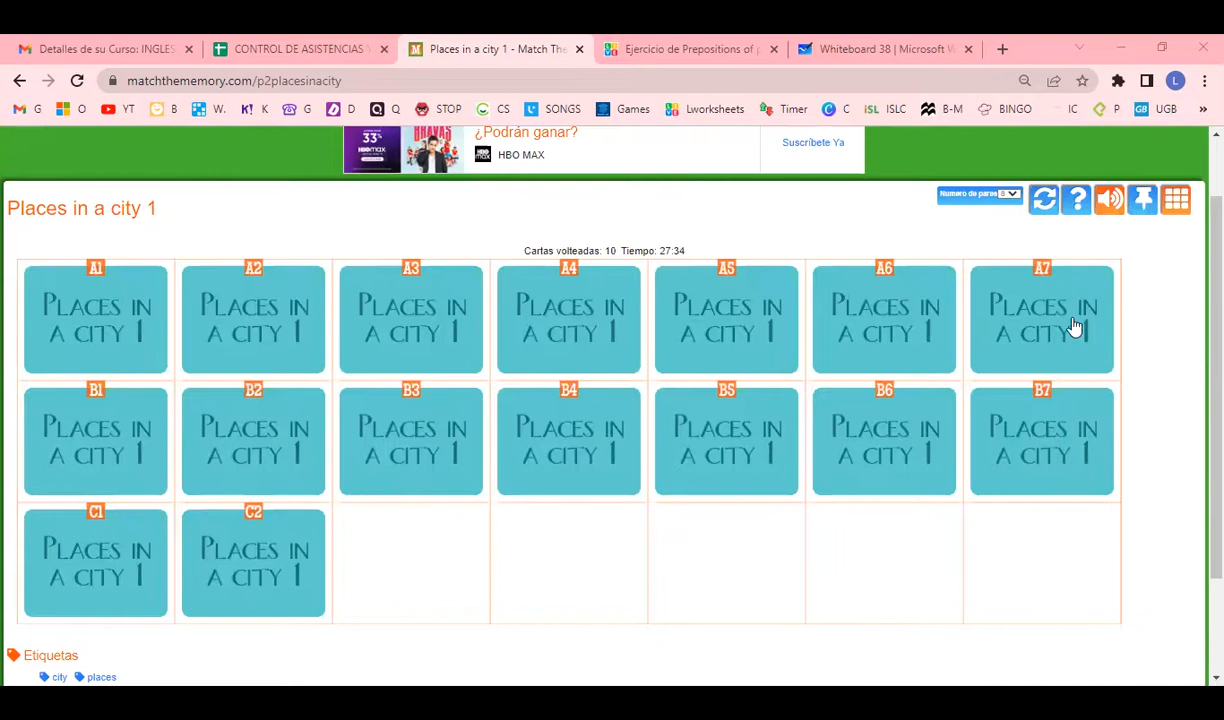 Detalles de su Curso: INGLES
CONTROL DE ASISTENCIAS Y
Places in a city 1 - Match The
Ejercicio de Prepositions of p
Whiteboard 38 | Microsoft W
matchthememory.com/p2placesinacity
G O YT B W. K G D Q STOP CS SONGS Games Lworksheets Timer C ISLC B-M BINGO IC P UGB
33%
HBOMAX
BRAVAS
¿Podrán ganar?
HBO MAX
Suscríbete Ya
Places in a city 1
Numero de pares 8
Cartas volteadas: 10 Tiempo: 27:34
A1 A2 A3 A4 A5 A6 A7
Places in Places in Places in Places in Places in Places in Places in
a city 1 a city 1 a city 1 a city 1 a city 1 a city 1 a city 1
B1 B2 B3 B4 B5 B6 B7
Places in Places in Places in Places in Places in Places in Places in
a city 1 a city 1 a city 1 a city 1 a city 1 a city 1 a city 1
C1 C2
Places in Places in
a city 1 a city 1
Etiquetas
city places